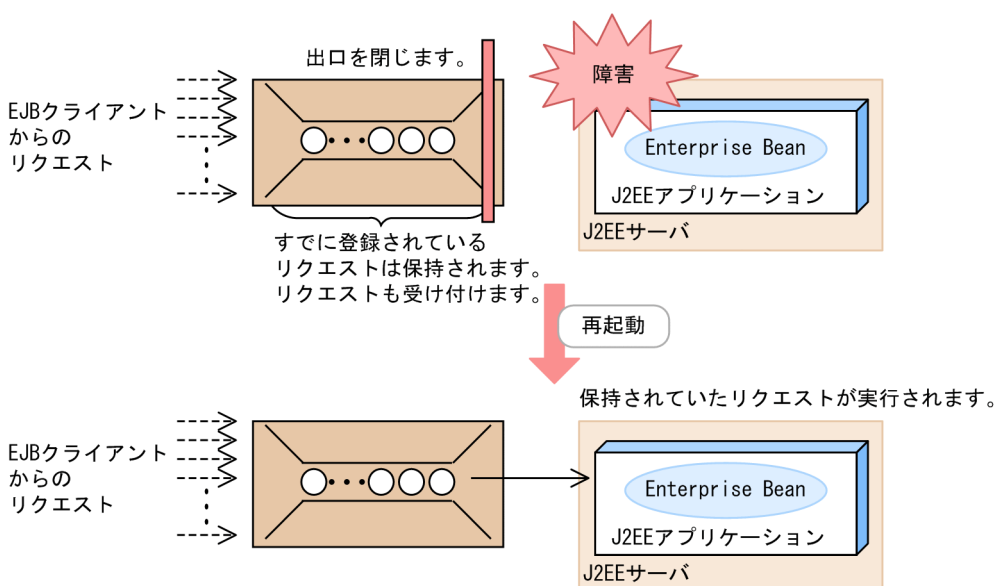 出口を閉じます。
障害
EJBクライアント
からの
リクエスト
Enterprise Bean
J2EEアプリケーション
J2EEサーバ
すでに登録されている
リクエストは保持されます。
リクエストも受け付けます。
再起動
保持されていたリクエストが実行されます。
EJBクライアント
からの
リクエスト
Enterprise Bean
J2EEアプリケーション
J2EEサーバ